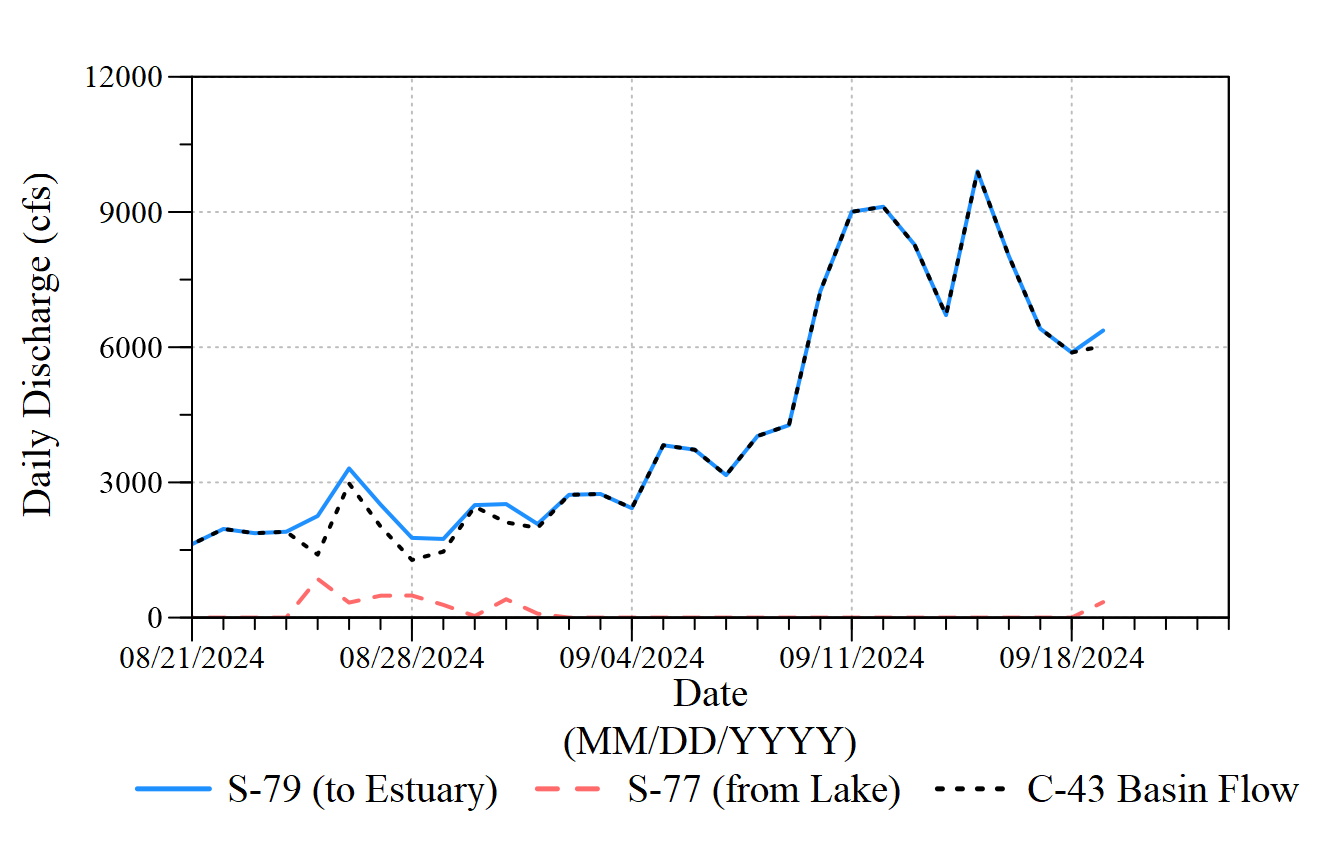 12000
9000
6000
3000
0
Daily Discharge (cfs)
08/21/2024 08/28/2024 09/04/2024 09/11/2024 09/18/2024
Date
(MM/DD/YYYY)
S-79 (to Estuary) S-77 (from Lake) C-43 Basin Flow